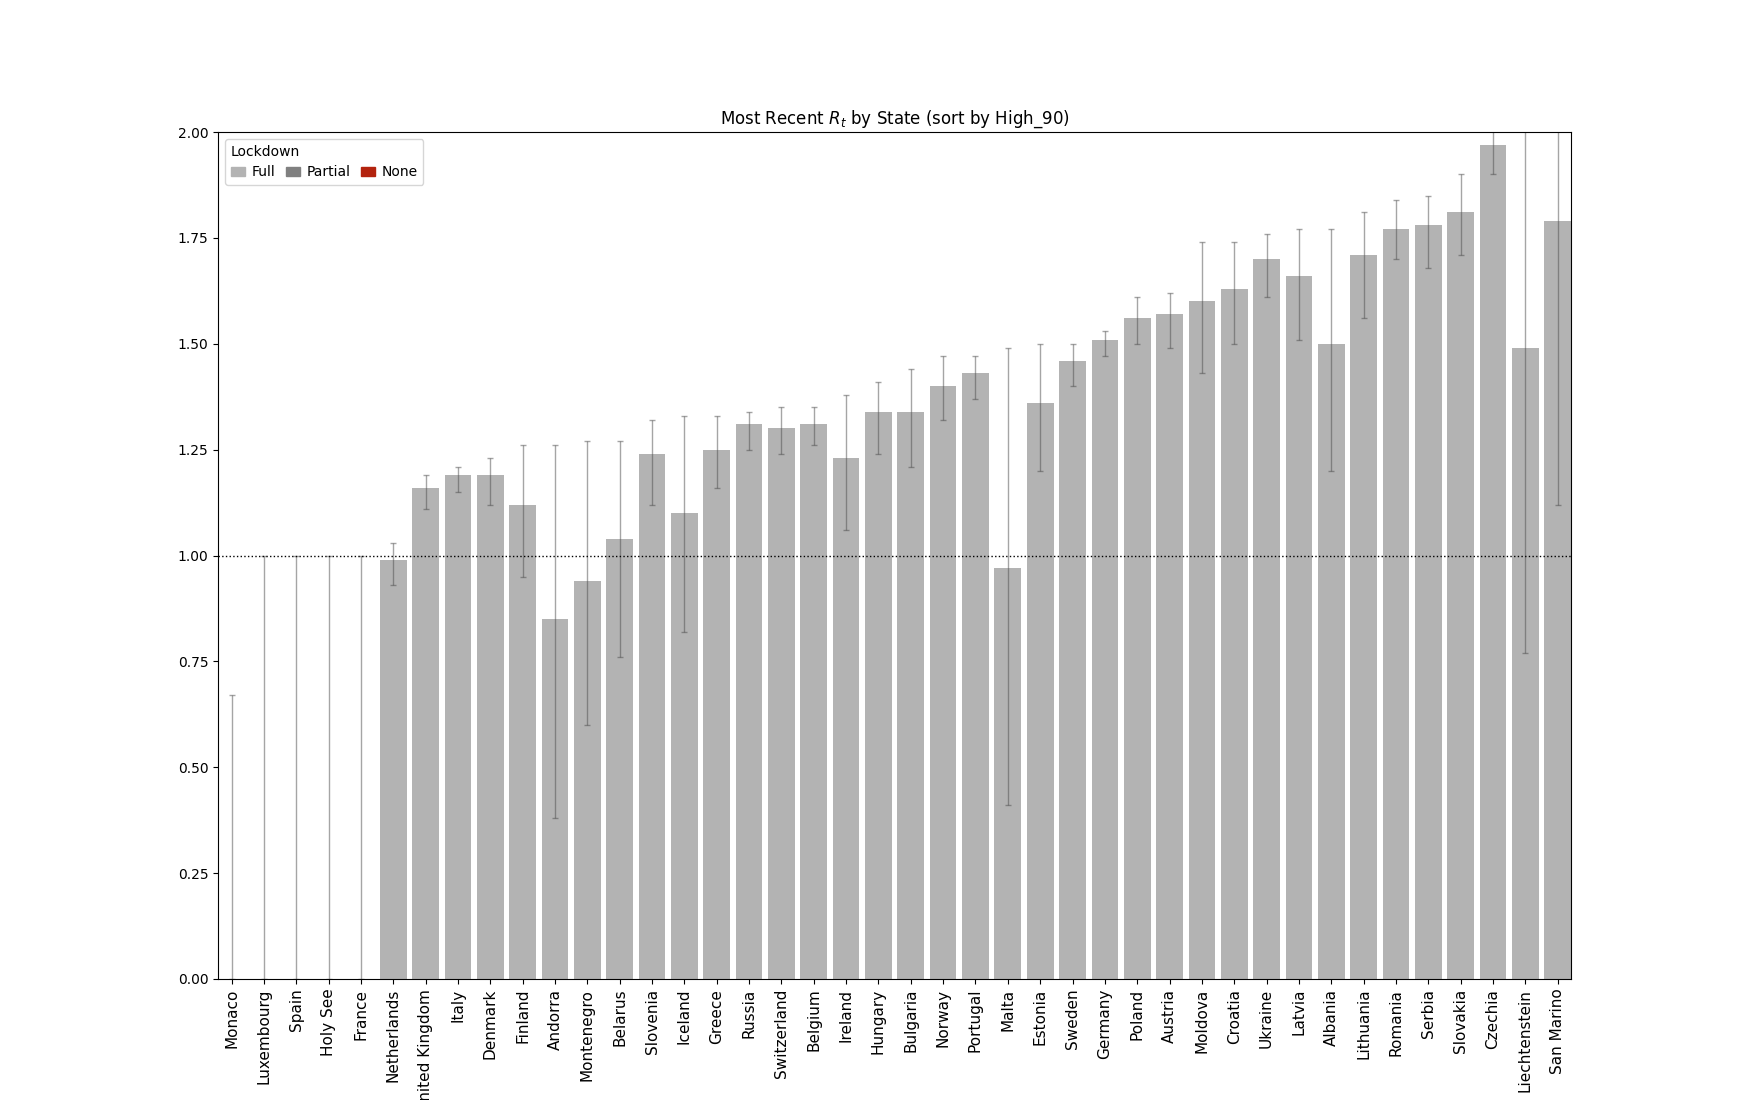 Most Recent R_t by State (sort by High_90)
Lockdown
Full Partial None
2.00
1.75
1.50
1.25
1.00
0.75
0.50
0.25
0.00
Monaco
Luxembourg
Spain
Holy See
France
Netherlands
nited Kingdom
Italy
Denmark
Finland
Andorra
Montenegro
Belarus
Slovenia
Iceland
Greece
Russia
Switzerland
Belgium
Ireland
Hungary
Bulgaria
Norway
Portugal
Malta
Estonia
Sweden
Germany
Poland
Austria
Moldova
Croatia
Ukraine
Latvia
Albania
Lithuania
Romania
Serbia
Slovakia
Czechia
Liechtenstein
San Marino